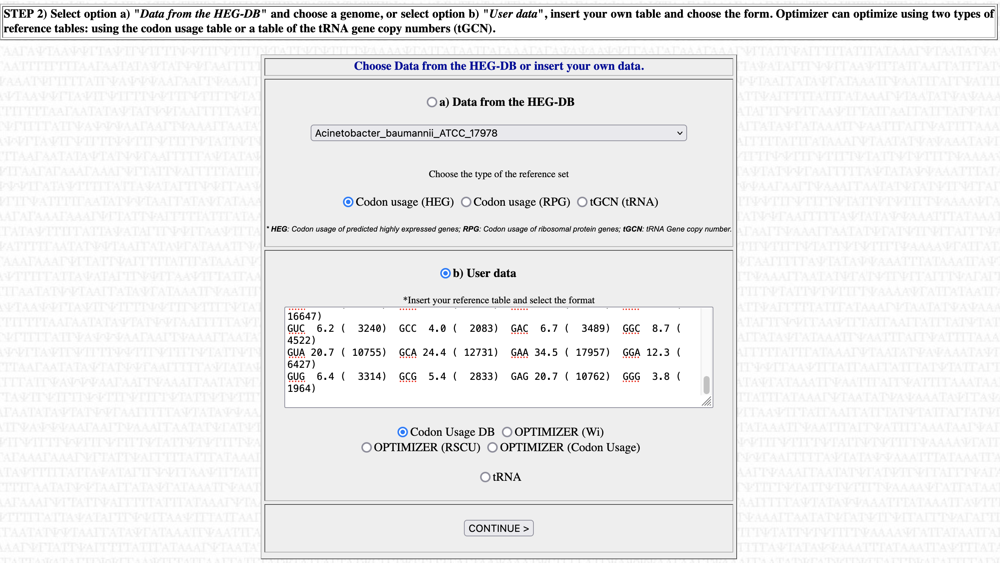 STEP 2) Select option a) "Data from the HEG-DB" and choose a genome, or select option b) "User data", insert your own table and choose the form. Optimizer can optimize using two types of
reference tables: using the codon usage table or a table of the tRNA gene copy numbers (tGCN).
Choose Data from the HEG-DB or insert your own data.
a) Data from the HEG-DB
Acinetobacter_baumannii_ATCC_17978
Choose the type of the reference set
Codon usage (HEG) Codon usage (RPG) tGCN (tRNA)
* HEG: Codon usage of predicted highly expressed genes; RPG: Codon usage of ribosomal protein genes; tGCN: tRNA Gene copy number.
b) User data
*Insert your reference table and select the format
16647)
GUC  6.2 (  3240)  GCC  4.0 (  2083)  GAC  6.7 (  3489)  GGC  8.7 (
4522)
GUA 20.7 ( 10755)  GCA 24.4 ( 12731)  GAA 34.5 ( 17957)  GGA 12.3 (
6427)
GUG  6.4 (  3314)  GCG  5.4 (  2833)  GAG 20.7 ( 10762)  GGG  3.8 (
1964)
Codon Usage DB OPTIMIZER (Wi)
OPTIMIZER (RSCU) OPTIMIZER (Codon Usage)
tRNA
CONTINUE >